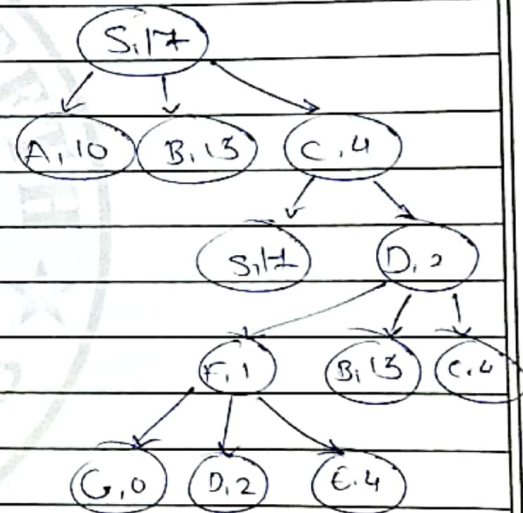 S,17
A,10 B,13 C,4
S,17 D,2
F,1 B,13 C,4
G,0 D,2 E,4